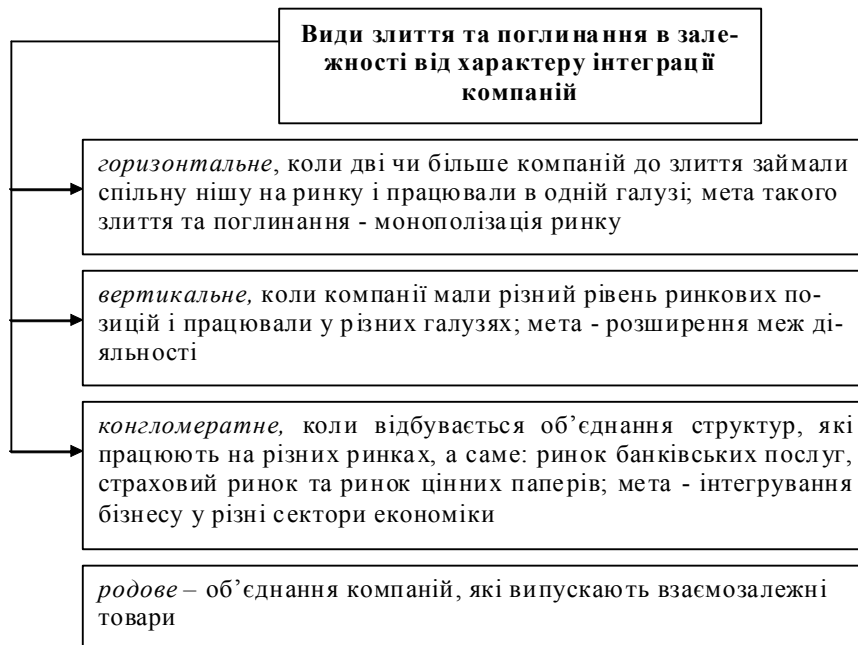 Види злиття та поглинання в зале-
жності від характеру інтеграції
компаній
горизонтальне, коли дві чи більше компаній до злиття займали
спільну нішу на ринку і працювали в одній галузі; мета такого
злиття та поглинання - монополізація ринку
вертикальне, коли компанії мали різний рівень ринкових по-
зицій і працювали у різних галузях; мета - розширення меж ді-
яльності
конгломератне, коли відбувається об’єднання структур, які
працюють на різних ринках, а саме: ринок банківських послуг,
страховий ринок та ринок цінних паперів; мета - інтегрування
бізнесу у різні сектори економіки
родове – об’єднання компаній, які випускають взаємозалежні
товари